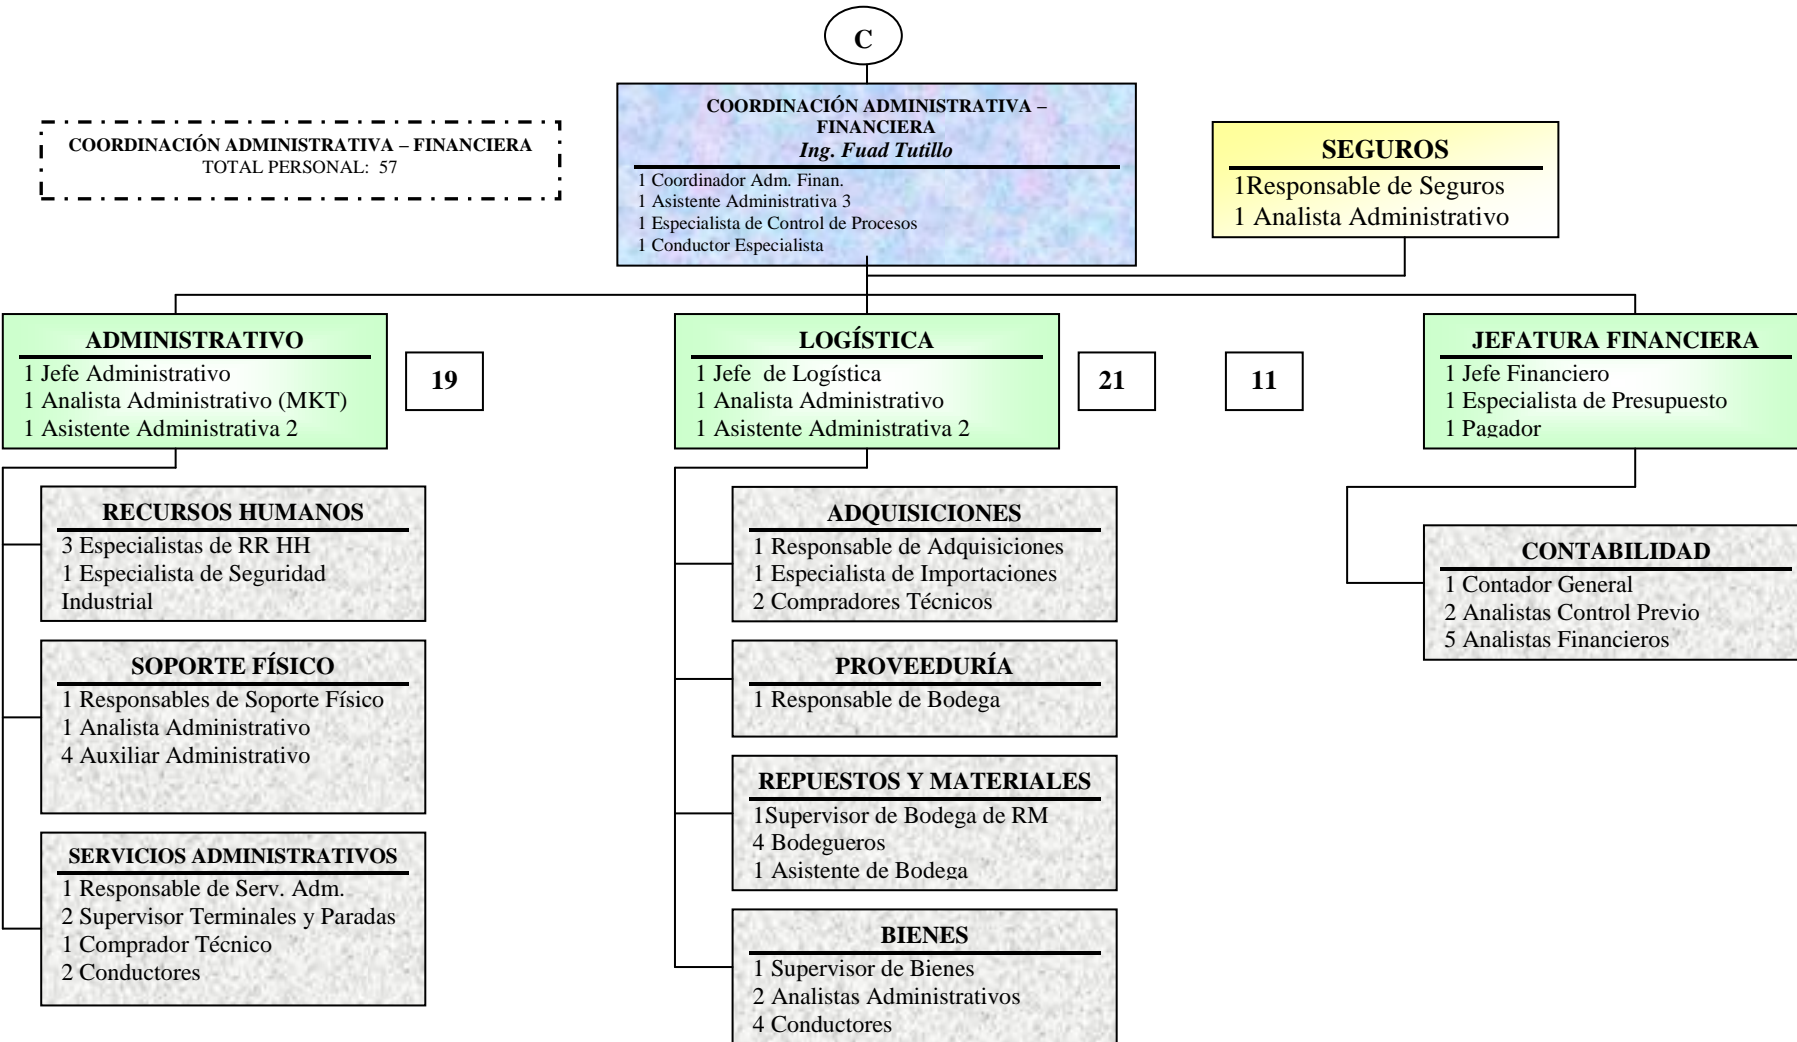 C
COORDINACIÓN ADMINISTRATIVA – FINANCIERA
TOTAL PERSONAL: 57
COORDINACIÓN ADMINISTRATIVA –
FINANCIERA
Ing. Fuad Tutillo
1 Coordinador Adm. Finan.
1 Asistente Administrativa 3
1 Especialista de Control de Procesos
1 Conductor Especialista
SEGUROS
1Responsable de Seguros
1 Analista Administrativo
ADMINISTRATIVO
1 Jefe Administrativo
1 Analista Administrativo (MKT)
1 Asistente Administrativa 2
19
LOGÍSTICA
1 Jefe de Logística
1 Analista Administrativo
1 Asistente Administrativa 2
21
11
JEFATURA FINANCIERA
1 Jefe Financiero
1 Especialista de Presupuesto
1 Pagador
RECURSOS HUMANOS
3 Especialistas de RR HH
1 Especialista de Seguridad
Industrial
SOPORTE FÍSICO
1 Responsables de Soporte Físico
1 Analista Administrativo
4 Auxiliar Administrativo
SERVICIOS ADMINISTRATIVOS
1 Responsable de Serv. Adm.
2 Supervisor Terminales y Paradas
1 Comprador Técnico
2 Conductores
ADQUISICIONES
1 Responsable de Adquisiciones
1 Especialista de Importaciones
2 Compradores Técnicos
PROVEEDURÍA
1 Responsable de Bodega
REPUESTOS Y MATERIALES
1Supervisor de Bodega de RM
4 Bodegueros
1 Asistente de Bodega
BIENES
1 Supervisor de Bienes
2 Analistas Administrativos
4 Conductores
CONTABILIDAD
1 Contador General
2 Analistas Control Previo
5 Analistas Financieros